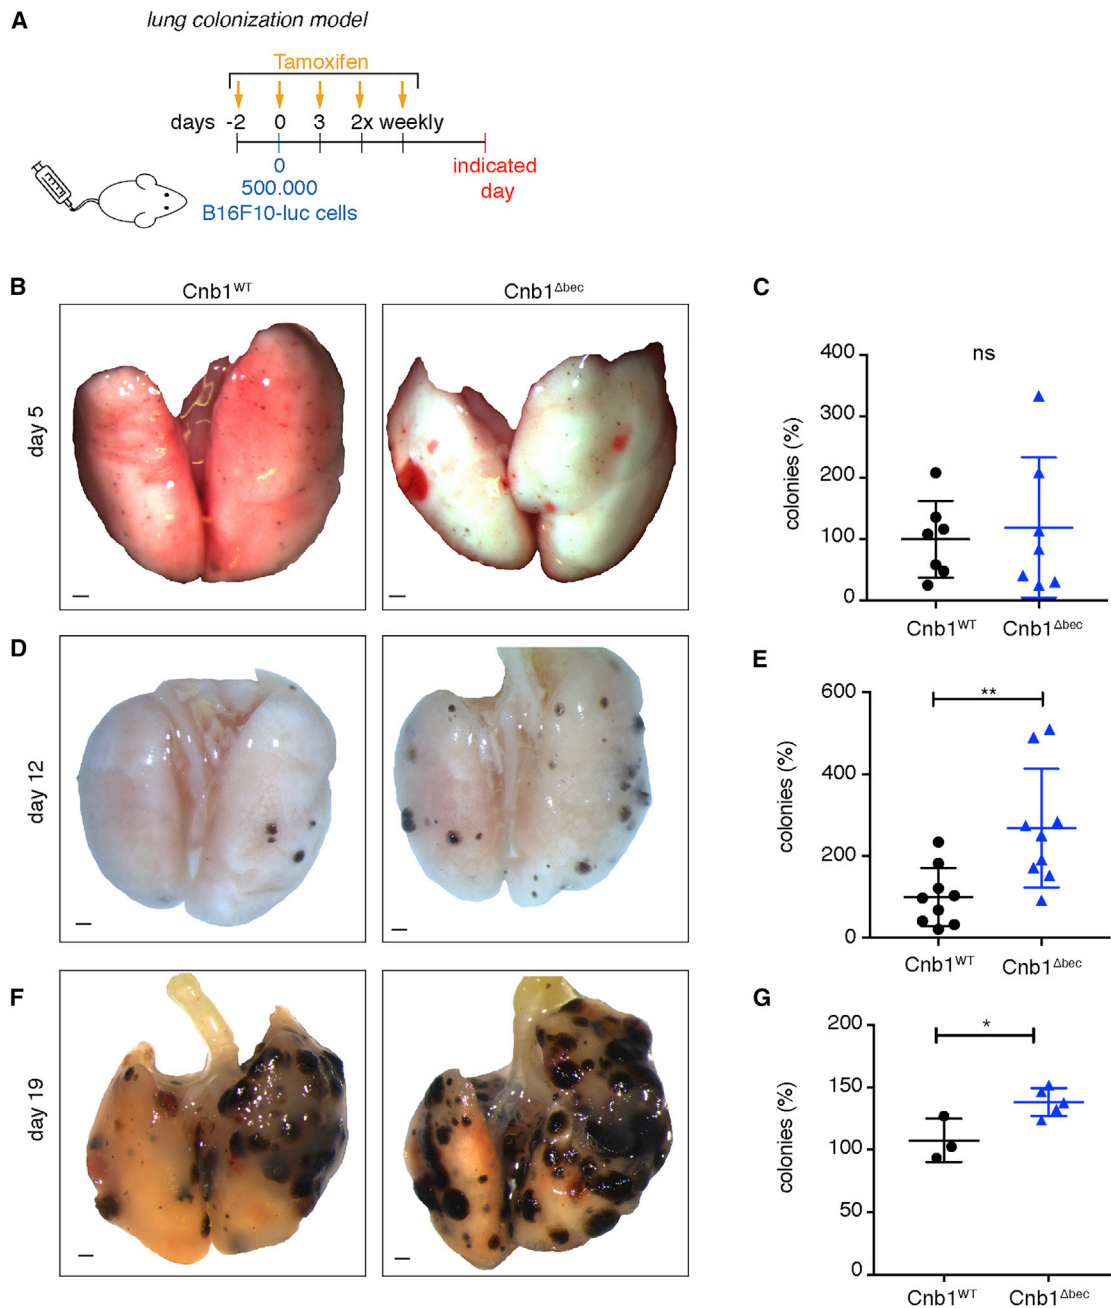 A
lung colonization model
Tamoxifen
days -2 0 3 2x weekly
0
500.000
B16F10-luc cells
indicated
day
B
Cnb1WT
Cnb1Δbec
day 5
C
ns
400
300
200
100
0
colonies (%)
Cnb1WT
Cnb1Δbec
D
day 12
E
**
600
400
200
0
colonies (%)
Cnb1WT
Cnb1Δbec
F
day 19
G
*
200
150
100
50
0
colonies (%)
Cnb1WT
Cnb1Δbec